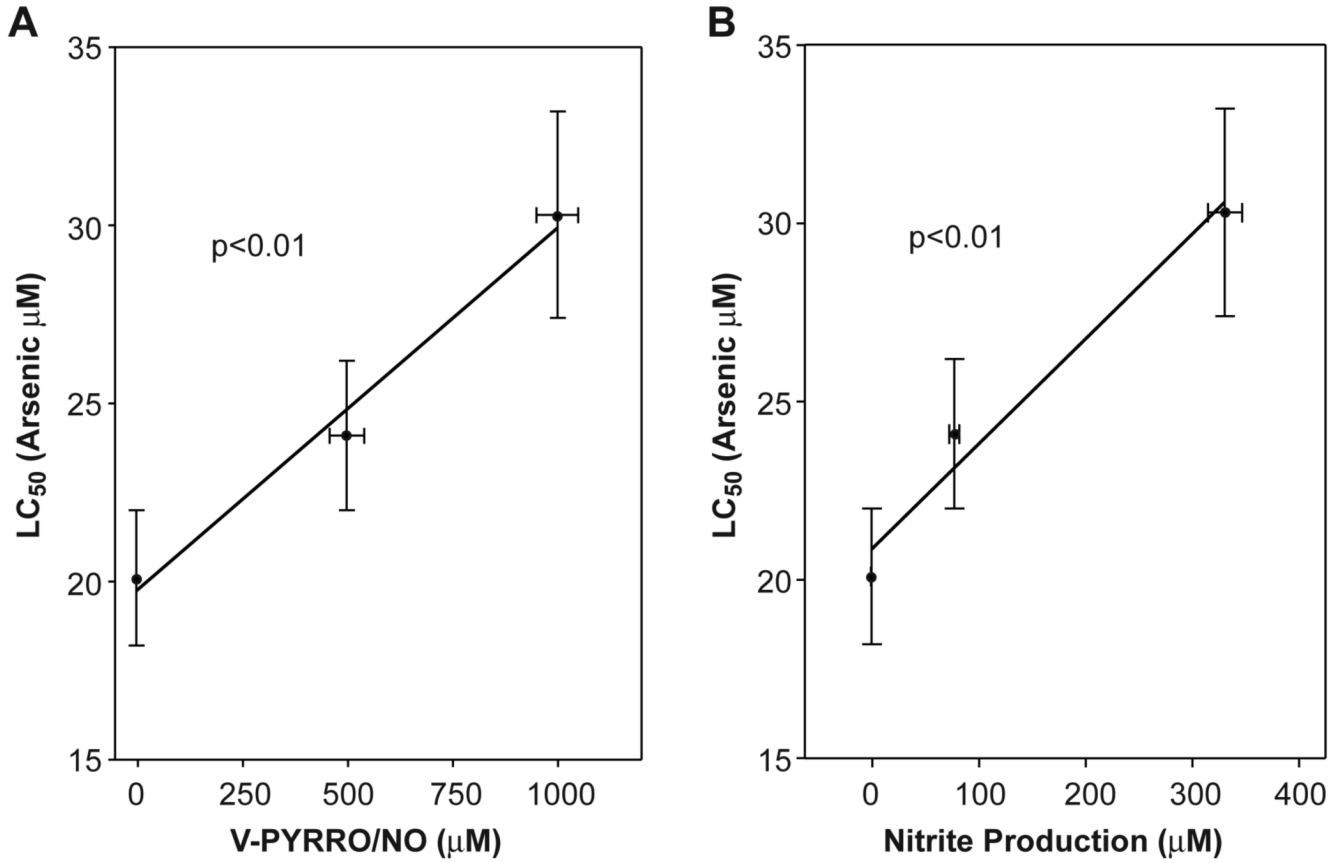 A
35
30
25
20
15
LC50 (Arsenic μM)
p<0.01
0 250 500 750 1000
V-PYRRO/NO (μM)
B
35
30
25
20
15
LC50 (Arsenic μM)
p<0.01
0 100 200 300 400
Nitrite Production (μM)